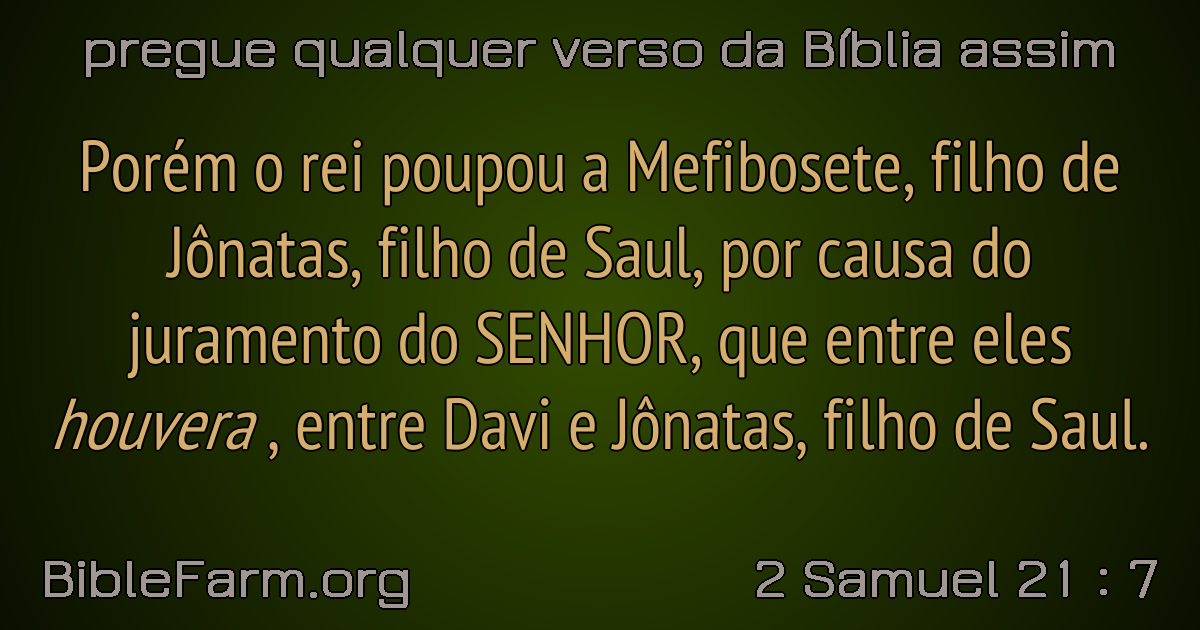 pregue qualquer verso da Bíblia assim
Porém o rei poupou a Mefibosete, filho de
Jônatas, filho de Saul, por causa do
juramento do SENHOR, que entre eles
houvera , entre Davi e Jônatas, filho de Saul.
BibleFarm.org
2 Samuel 21 : 7